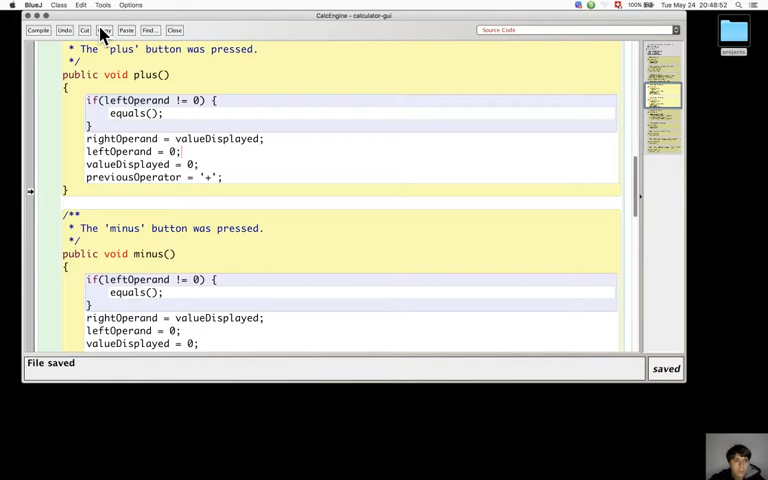 BlueJ Class Edit Tools Options 100% Tue May 24 20:48:52
CalcEngine - calculator-gui
Compile Undo Cut Paste Find... Close Source Code
* The 'plus' button was pressed.
*/
public void plus()
{
if(leftOperand != 0) {
equals();
}
rightOperand = valueDisplayed;
leftOperand = 0;
valueDisplayed = 0;
previousOperator = '+';
}
/**
* The 'minus' button was pressed.
*/
public void minus()
{
if(leftOperand != 0) {
equals();
}
rightOperand = valueDisplayed;
leftOperand = 0;
valueDisplayed = 0;
File saved
saved
projects